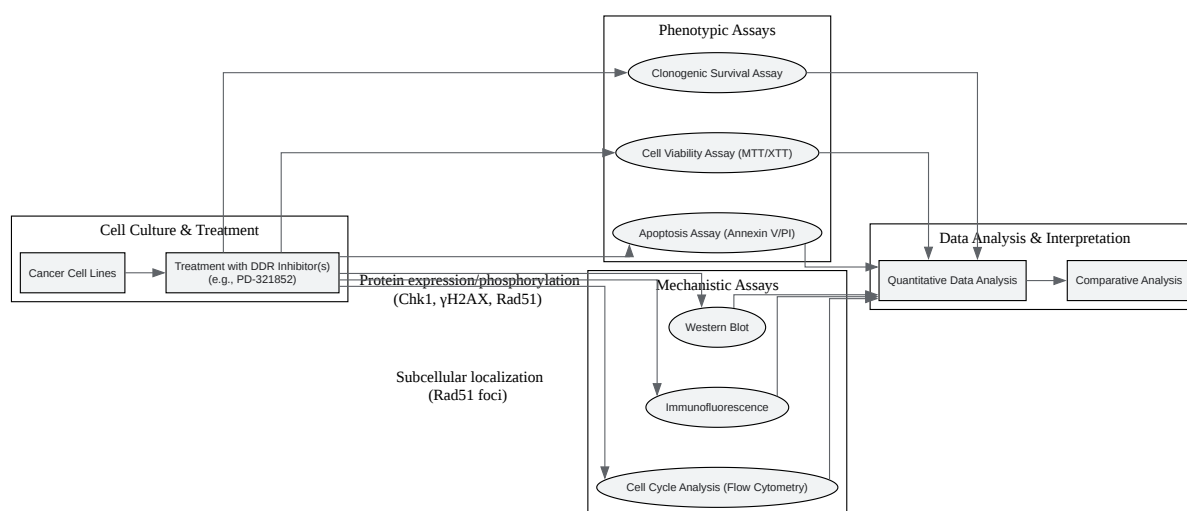 Phenotypic Assays
Clonogenic Survival Assay
Cell Viability Assay (MTT/XTT)
Apoptosis Assay (Annexin V/PI)
Cell Culture & Treatment
Cancer Cell Lines
Treatment with DDR Inhibitor(s)
(e.g., PD-321852)
Protein expression/phosphorylation
(Chk1, γH2AX, Rad51)
Subcellular localization
(Rad51 foci)
Mechanistic Assays
Western Blot
Immunofluorescence
Cell Cycle Analysis (Flow Cytometry)
Data Analysis & Interpretation
Quantitative Data Analysis
Comparative Analysis